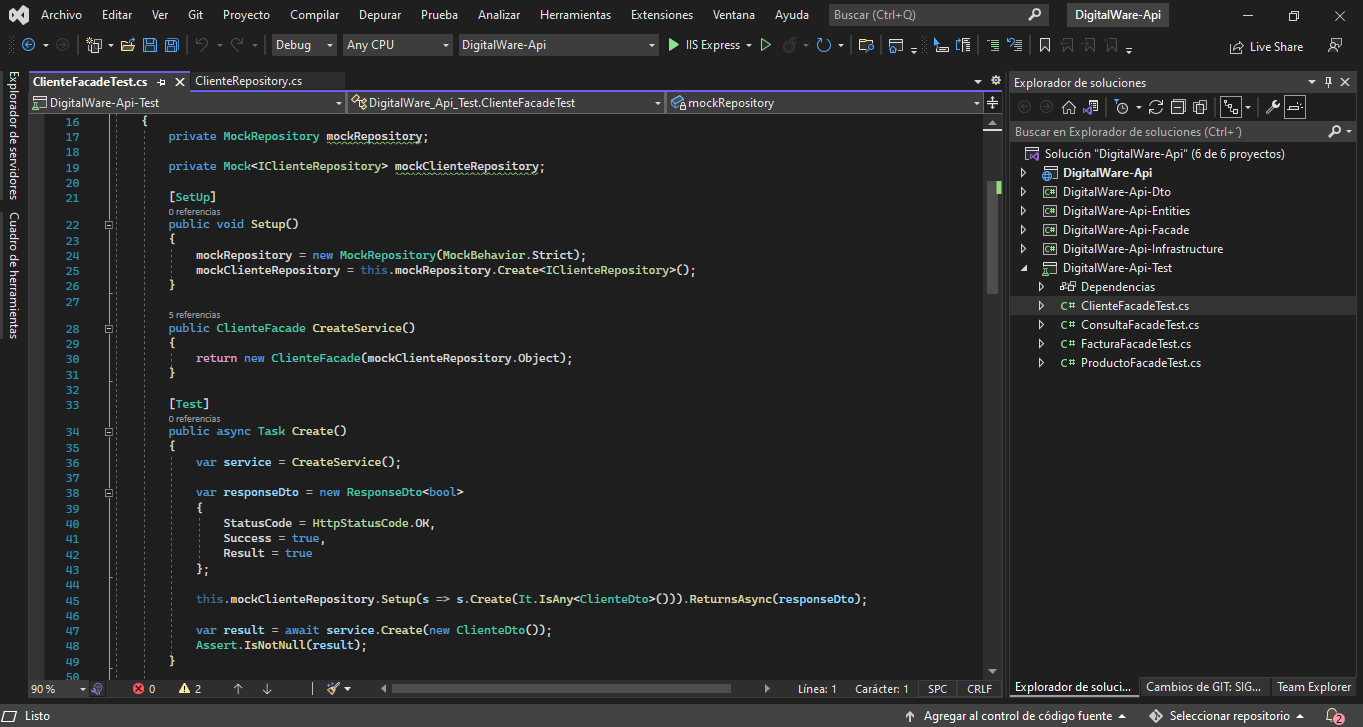 Archivo Editar Ver Git Proyecto Compilar Depurar Prueba Analizar Herramientas Extensiones Ventana Ayuda Buscar (Ctrl+Q) DigitalWare-Api
Debug Any CPU DigitalWare-Api IIS Express Live Share
Explorador de servidores
Cuadro de herramientas
ClienteFacadeTest.cs ClienteRepository.cs
DigitalWare-Api-Test DigitalWare_Api_Test.ClienteFacadeTest mockRepository
16 {
17 private MockRepository mockRepository;
18
19 private Mock<IClienteRepository> mockClienteRepository;
20
21 [SetUp]
0 referencias
22 public void Setup()
23 {
24 mockRepository = new MockRepository(MockBehavior.Strict);
25 mockClienteRepository = this.mockRepository.Create<IClienteRepository>();
26 }
27
5 referencias
28 public ClienteFacade CreateService()
29 {
30 return new ClienteFacade(mockClienteRepository.Object);
31 }
32
33 [Test]
0 referencias
34 public async Task Create()
35 {
36 var service = CreateService();
37
38 var responseDto = new ResponseDto<bool>
39 {
40 StatusCode = HttpStatusCode.OK,
41 Success = true,
42 Result = true
43 };
44
45 this.mockClienteRepository.Setup(s => s.Create(It.IsAny<ClienteDto>())).ReturnsAsync(responseDto);
46
47 var result = await service.Create(new ClienteDto());
48 Assert.IsNotNull(result);
49 }
50
90 % 0 2 Línea: 1 Carácter: 1 SPC CRLF
Explorador de soluciones
Buscar en Explorador de soluciones (Ctrl+´)
Solución "DigitalWare-Api" (6 de 6 proyectos)
DigitalWare-Api
DigitalWare-Api-Dto
DigitalWare-Api-Entities
DigitalWare-Api-Facade
DigitalWare-Api-Infrastructure
DigitalWare-Api-Test
Dependencias
C# ClienteFacadeTest.cs
C# ConsultaFacadeTest.cs
C# FacturaFacadeTest.cs
C# ProductoFacadeTest.cs
Explorador de soluci... Cambios de GIT: SIG... Team Explorer
Listo Agregar al control de código fuente Seleccionar repositorio 2